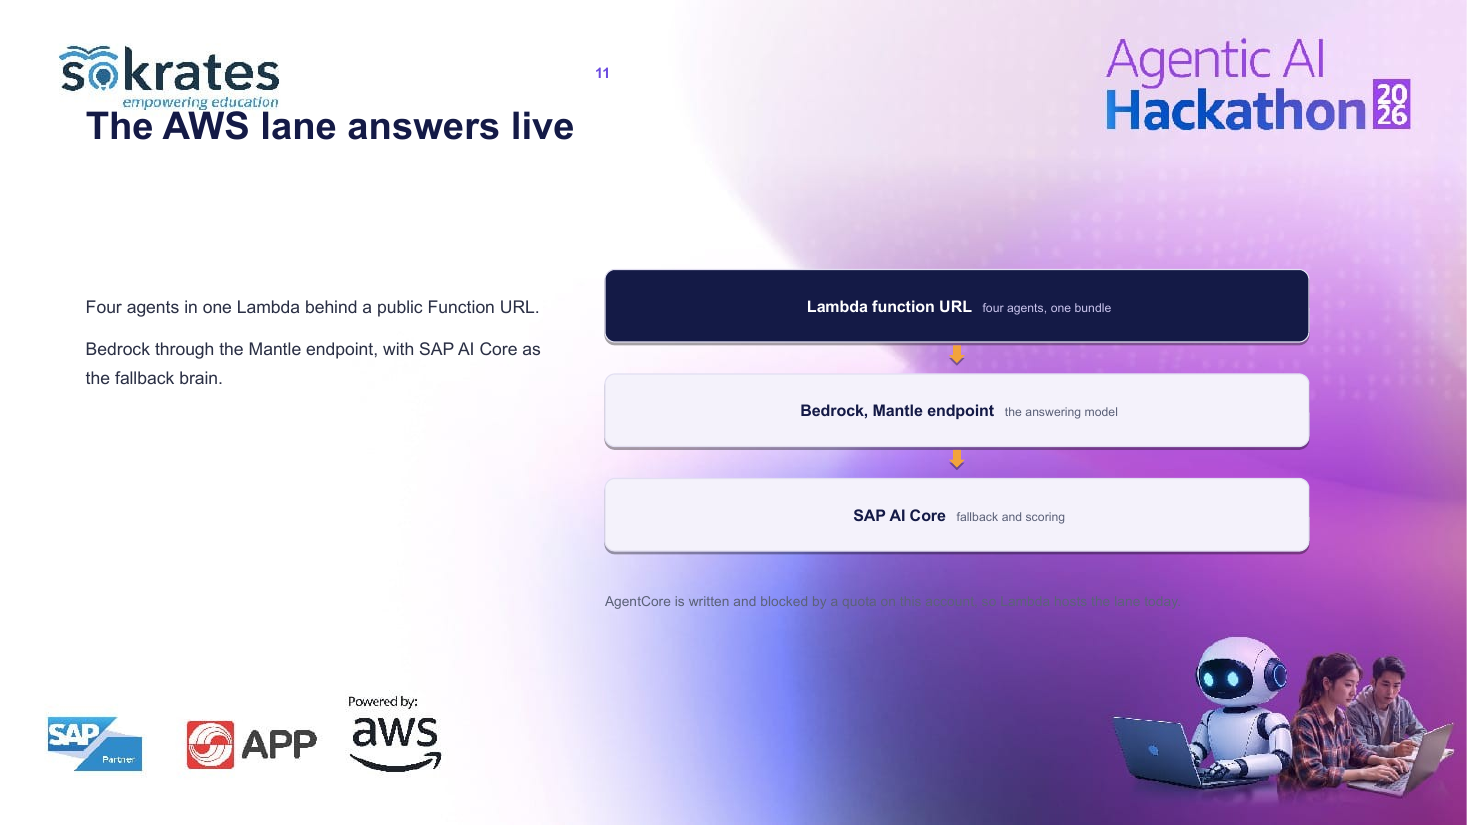 sokrates
empowering education
11
Agentic AI
Hackathon 20 26
The AWS lane answers live
Four agents in one Lambda behind a public Function URL.
Bedrock through the Mantle endpoint, with SAP AI Core as
the fallback brain.
Lambda function URL four agents, one bundle
Bedrock, Mantle endpoint the answering model
SAP AI Core fallback and scoring
AgentCore is written and blocked by a quota on
SAP
Partner
APP
Powered by:
aws